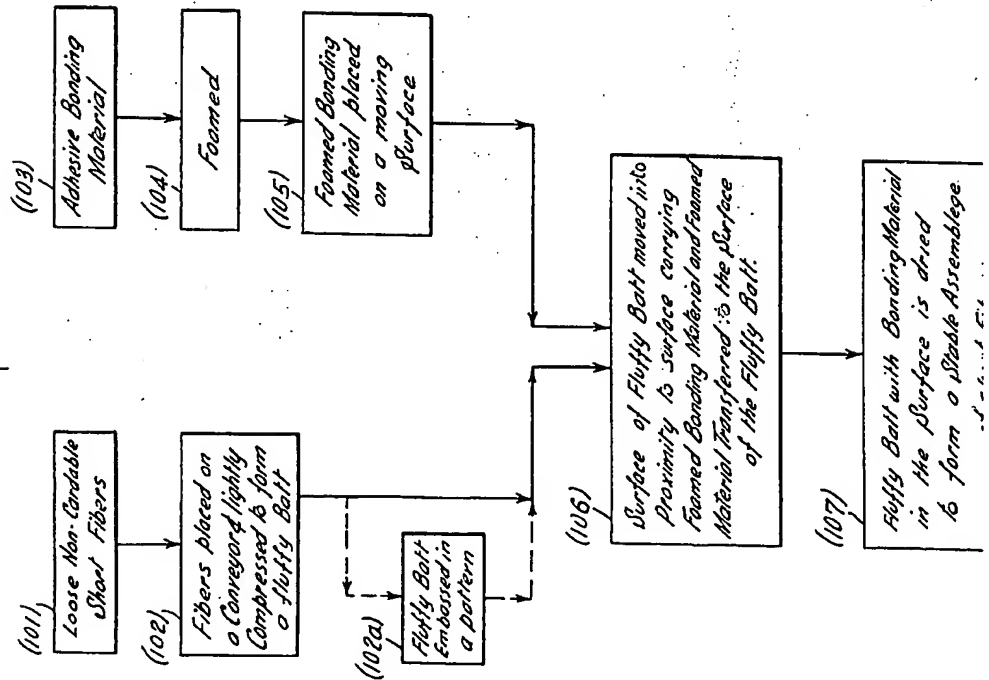 (101)
Loose Non-Cardable
Short Fibers
(102)
Fibers placed on
a Conveyor & lightly
Compressed to form
a fluffy Batt
(102a)
Fluffy Batt
Embossed in
a pattern
(103)
Adhesive Bonding
Material
(104)
Foamed
(105)
Foamed Bonding
Material placed
on a moving
Surface
(106)
Surface of Fluffy Batt moved into
Proximity to surface carrying
Foamed Bonding Material and Foamed
Material Transferred to the Surface
of the Fluffy Batt.
(107)
Fluffy Batt with Bonding Material
in the Surface is dried
to form a Stable Assemblege